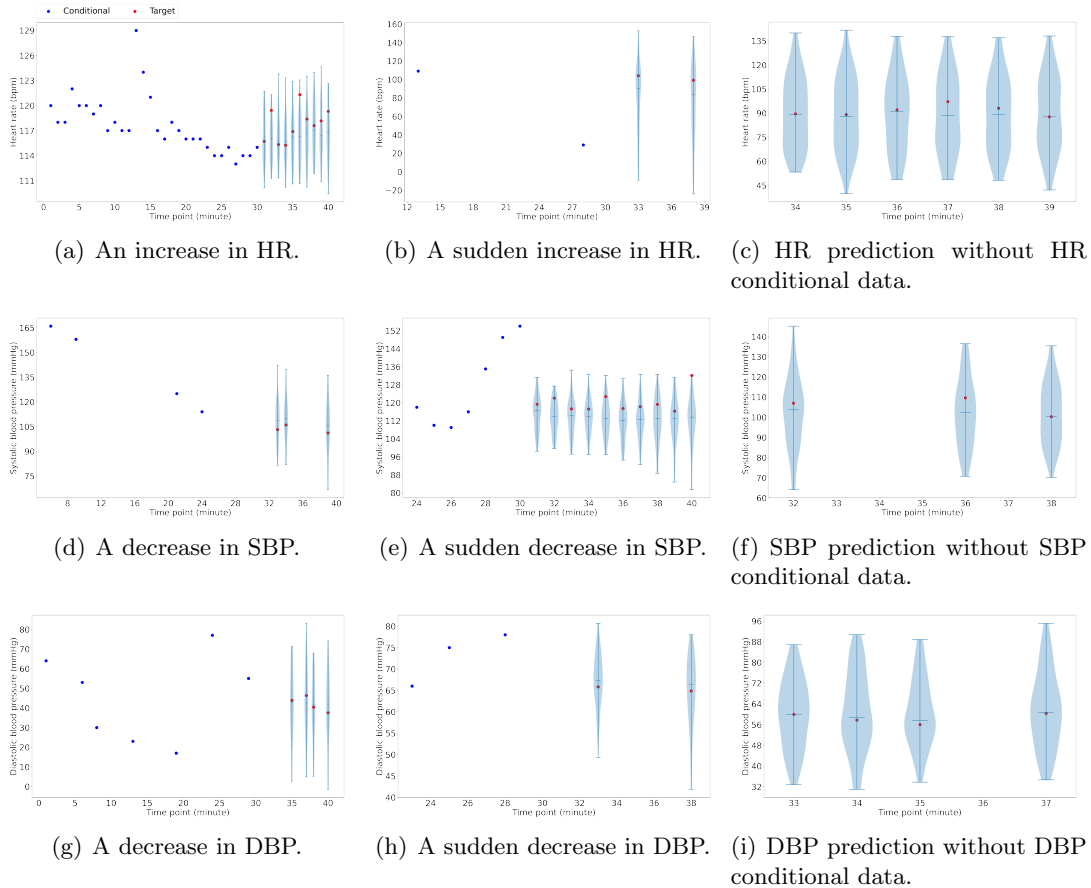 Conditional Target
Heart rate (bpm)
129
126
123
120
117
114
111
0 5 10 15 20 25 30 35 40
Time point (minute)
Heart rate (bpm)
160
140
120
100
80
60
40
20
0
−20
12 15 18 21 24 27 30 33 36 39
Time point (minute)
Heart rate (bpm)
135
120
105
90
75
60
45
34 35 36 37 38 39
Time point (minute)
(a) An increase in HR.
(b) A sudden increase in HR.
(c) HR prediction without HR
conditional data.
Systolic blood pressure (mmHg)
165
150
135
120
105
90
75
8 12 16 20 24 28 32 36 40
Time point (minute)
Systolic blood pressure (mmHg)
152
144
136
128
120
112
104
96
88
80
24 26 28 30 32 34 36 38 40
Time point (minute)
Systolic blood pressure (mmHg)
140
130
120
110
100
90
80
70
60
32 33 34 35 36 37 38
Time point (minute)
(d) A decrease in SBP.
(e) A sudden decrease in SBP.
(f) SBP prediction without SBP
conditional data.
Diastolic blood pressure (mmHg)
80
70
60
50
40
30
20
10
0
0 5 10 15 20 25 30 35 40
Time point (minute)
Diastolic blood pressure (mmHg)
80
75
70
65
60
55
50
45
40
24 26 28 30 32 34 36 38
Time point (minute)
Diastolic blood pressure (mmHg)
96
88
80
72
64
56
48
40
32
33 34 35 36 37
Time point (minute)
(g) A decrease in DBP.
(h) A sudden decrease in DBP.
(i) DBP prediction without DBP
conditional data.